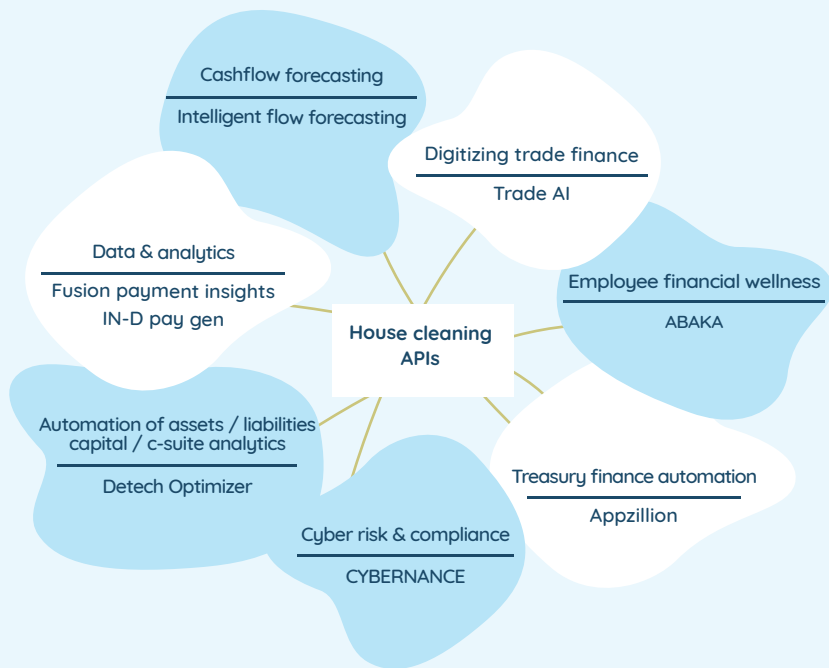 Cashflow forecasting
Intelligent flow forecasting
Digitizing trade finance
Trade AI
Data & analytics
Fusion payment insights
IN-D pay gen
Employee financial wellness
ABAKA
House cleaning
APIs
Automation of assets / liabilities
capital / c-suite analytics
Detech Optimizer
Treasury finance automation
Appzillion
Cyber risk & compliance
CYBERNANCE